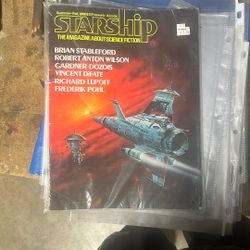 STARSHIP
THE MAGAZINE ABOUT SCIENCE FICTION
BRIAN STABLEFORD
ROBERT ANTON WILSON
GARDNER DOZOIS
VINCENT DIFATE
RICHARD LUPOFF
FREDERIK POHL